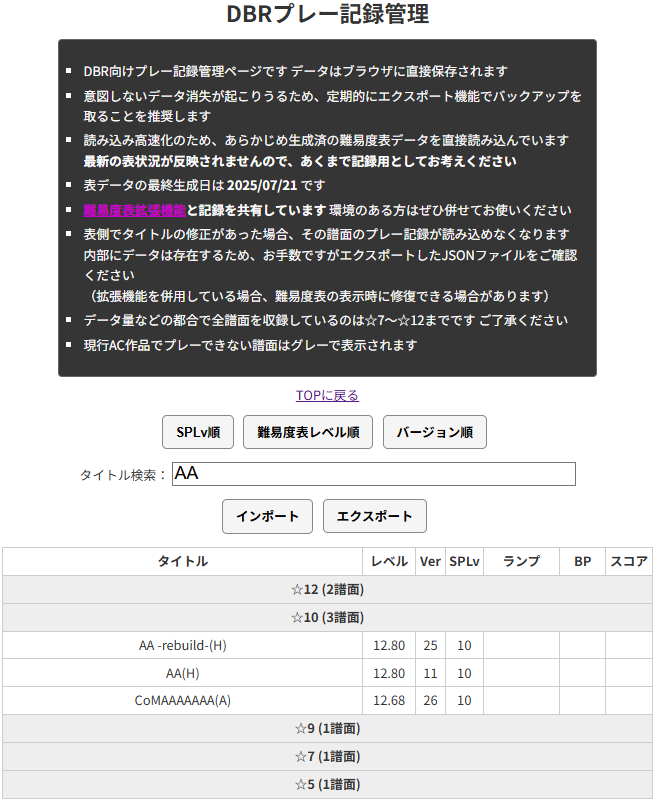 DBRプレー記録管理
DBR向けプレー記録管理ページです データはブラウザに直接保存されます
意図しないデータ消失が起こりうるため、定期的にエクスポート機能でバックアップを
取ることを推奨します
読み込み高速化のため、あらかじめ生成済の難易度表データを直接読み込んでいます
最新の表状況が反映されませんので、あくまで記録用としてお考えください
表データの最終生成日は 2025/07/21 です
難易度表拡張機能と記録を共有しています 環境のある方はぜひ併せてお使いください
表側でタイトルの修正があった場合、その譜面のプレー記録が読み込めなくなります
内部にデータは存在するため、お手数ですがエクスポートしたJSONファイルをご確認
ください
（拡張機能を併用している場合、難易度表の表示時に修復できる場合があります）
データ量などの都合で全譜面を収録しているのは☆7～☆12までです ご了承ください
現行AC作品でプレーできない譜面はグレーで表示されます
TOPに戻る
SPLv順 難易度表レベル順 バージョン順
タイトル検索： AA
インポート エクスポート
タイトル レベル Ver SPLv ランプ BP スコア
☆12 (2譜面)
☆10 (3譜面)
AA -rebuild-(H) 12.80 25 10
AA(H) 12.80 11 10
CoMAAAAAAA(A) 12.68 26 10
☆9 (1譜面)
☆7 (1譜面)
☆5 (1譜面)